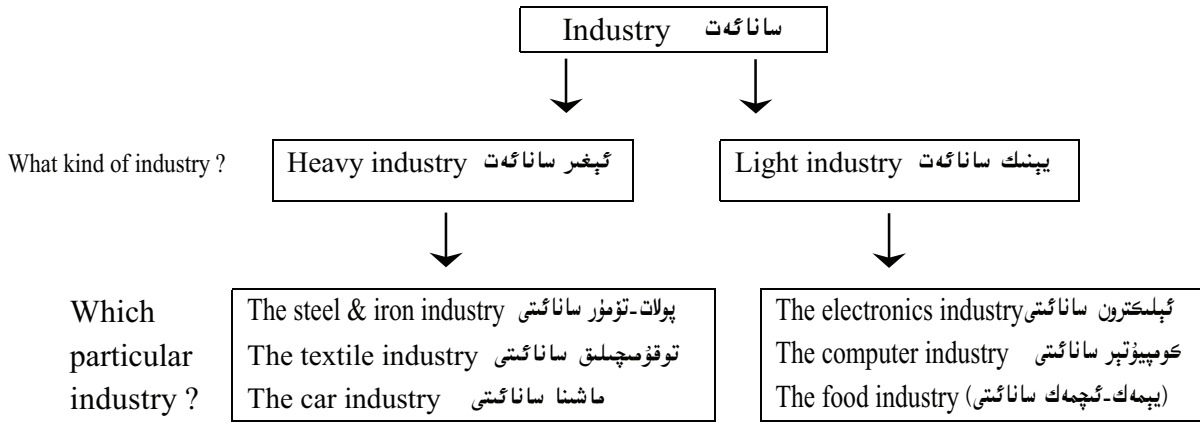 Industry سانائەت
What kind of industry ?
Heavy industry ئېغىر سانائەت
Light industry يېنىك سانائەت
Which
particular
industry ?
The steel & iron industry پولات-تۆمۈر سانائىتى
The textile industry توقۇمىچىلىق سانائىتى
The car industry ماشىنا سانائىتى
The electronics industry ئېلىكترون سانائىتى
The computer industry كومپيۇتېر سانائىتى
The food industry (يېمەك-ئىچمەك سانائىتى)